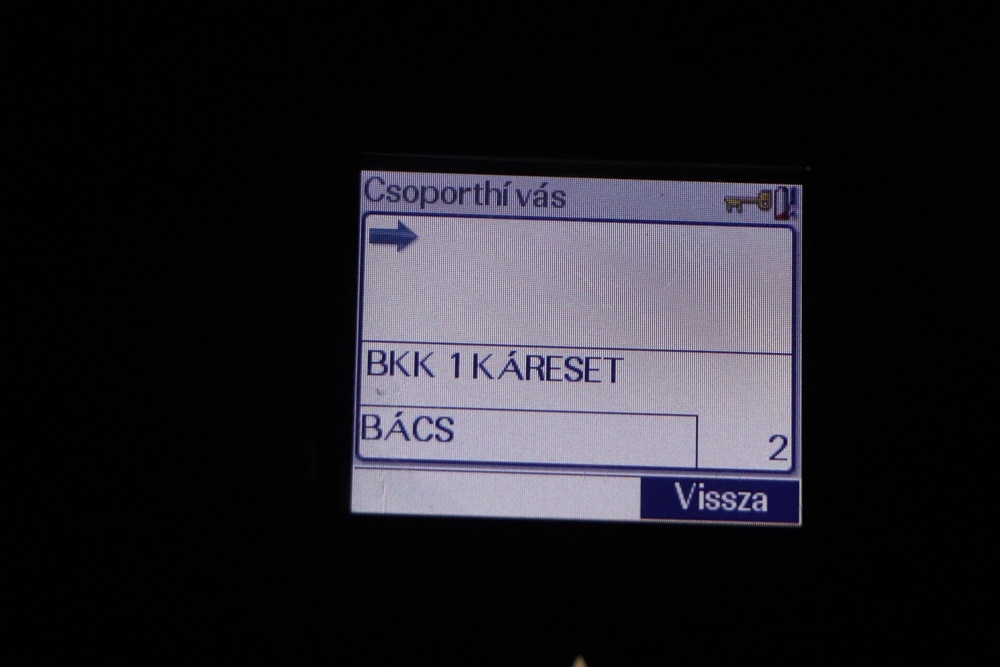 Csoporthívás
BKK 1 KÁRESET
BÁCS
2
Vissza